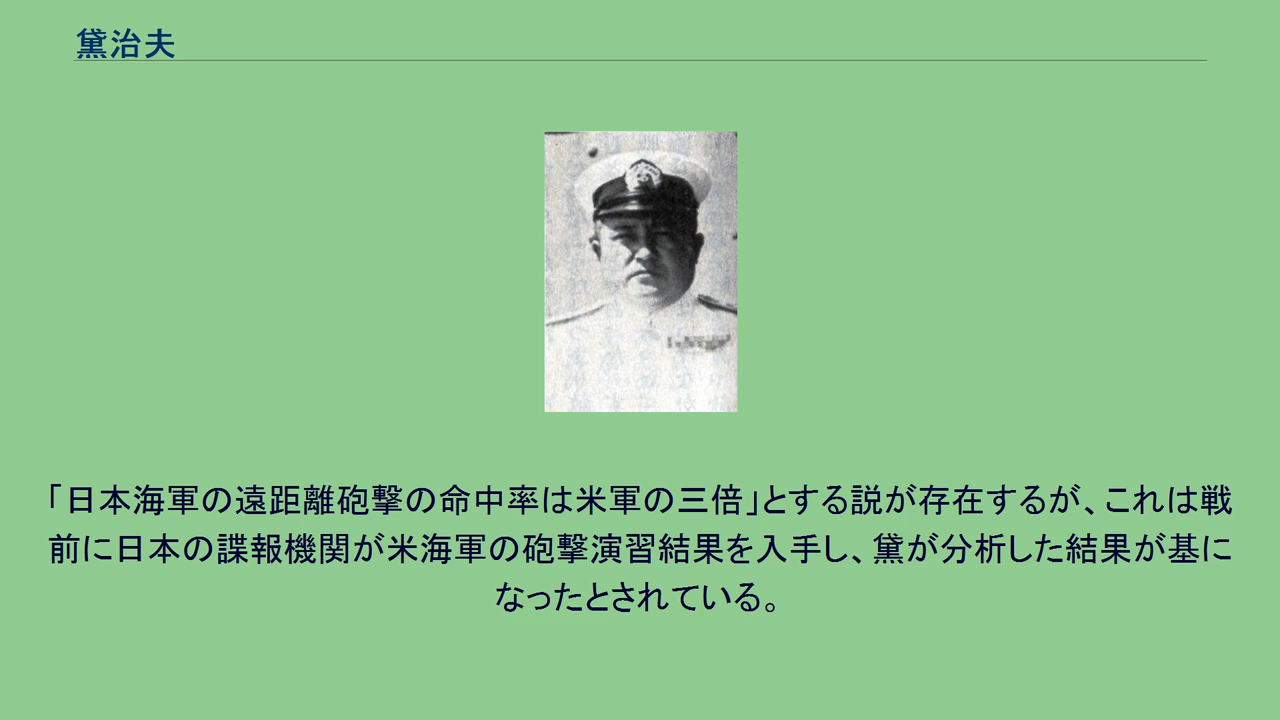 黛治夫
「日本海軍の遠距離砲撃の命中率は米軍の三倍」とする説が存在するが、これは戦
前に日本の諜報機関が米海軍の砲撃演習結果を入手し、黛が分析した結果が基に
なったとされている。